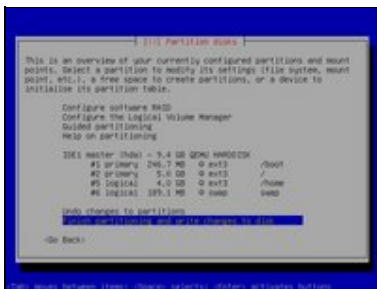 [!!] Partition disks
This is an overview of your currently configured partitions and mount
points. Select a partition to modify its settings (file system, mount
point, etc.), a free space to create partitions, or a device to
initialise its partition table.
Configure software RAID
Configure the Logical Volume Manager
Guided partitioning
Help on partitioning
IDE1 master (hda) - 9.4 GB QEMU HARDDISK
#1 primary 246.7 MB ext3 /boot
#2 primary 5.0 GB ext3 /
#5 logical 4.0 GB ext3 /home
#6 logical 189.1 MB swap swap
Undo changes to partitions
Finish partitioning and write changes to disk
<Go Back>
<Tab> moves between items; <Space> selects; <Enter> activates buttons